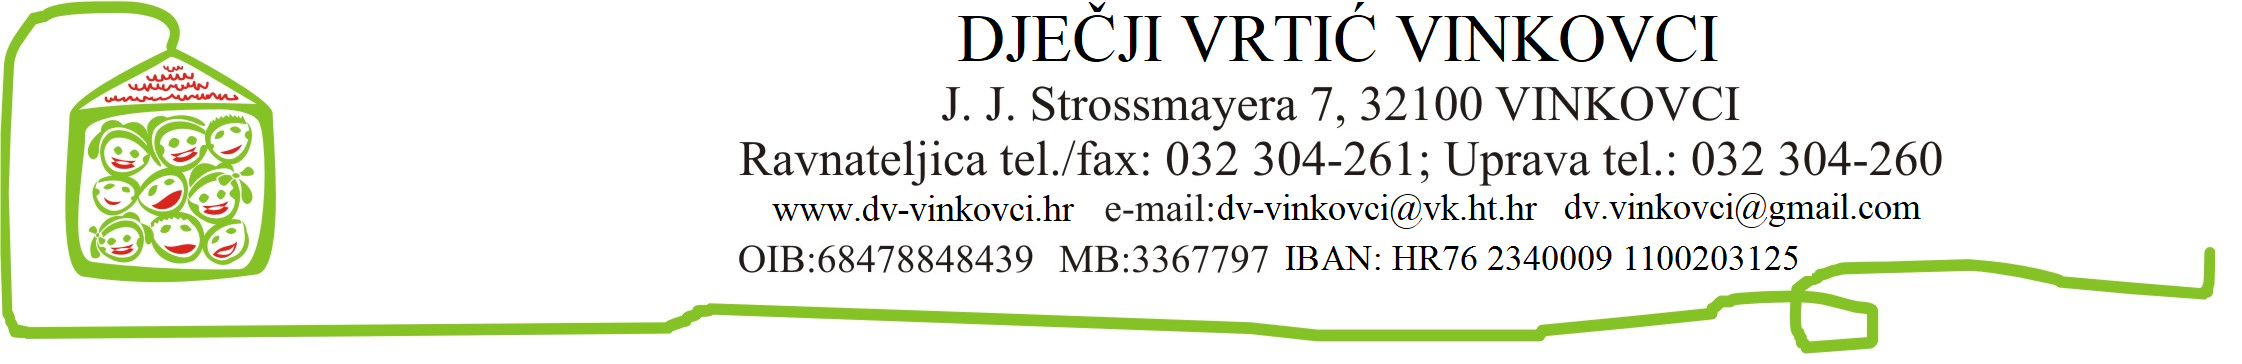 DJEČJI VRTIĆ VINKOVCI
J. J. Strossmayera 7, 32100 VINKOVCI
Ravnateljica tel./fax: 032 304-261; Uprava tel.: 032 304-260
www.dv-vinkovci.hr e-mail:dv-vinkovci@vk.ht.hr dv.vinkovci@gmail.com
OIB:68478848439 MB:3367797 IBAN: HR76 2340009 1100203125